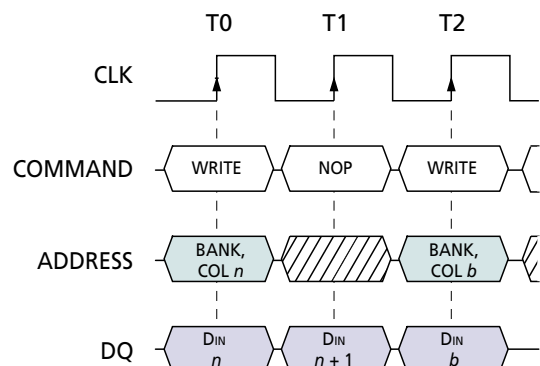 T0 T1 T2
CLK
COMMAND WRITE NOP WRITE
ADDRESS BANK, COL n BANK, COL b
DQ DIN n DIN n + 1 DIN b